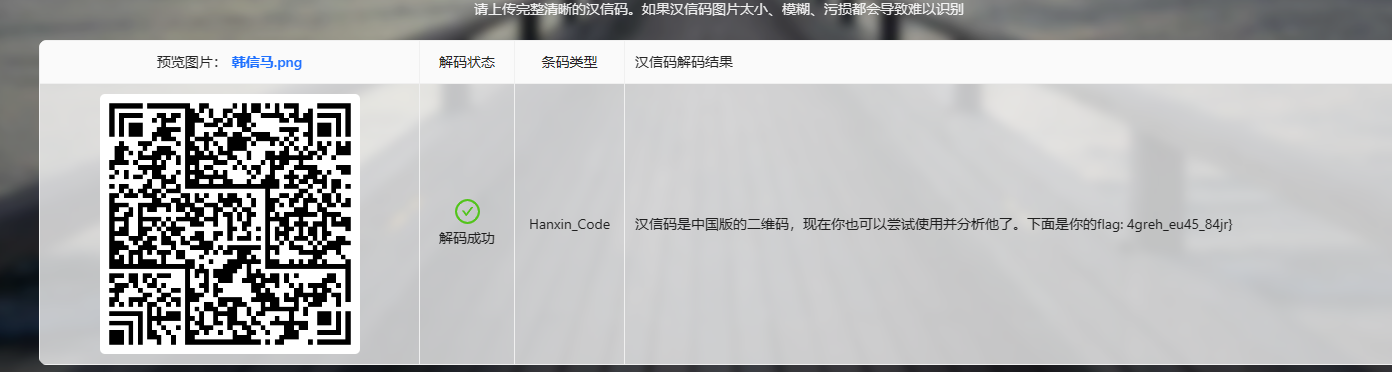 请上传完整清晰的汉信码。如果汉信码图片太小、模糊、污损都会导致难以识别
预览图片： 韩信马.png
解码状态
条码类型
汉信码解码结果
解码成功
Hanxin_Code
汉信码是中国版的二维码，现在你也可以尝试使用并分析他了。下面是你的flag: 4greh_eu45_84jr}